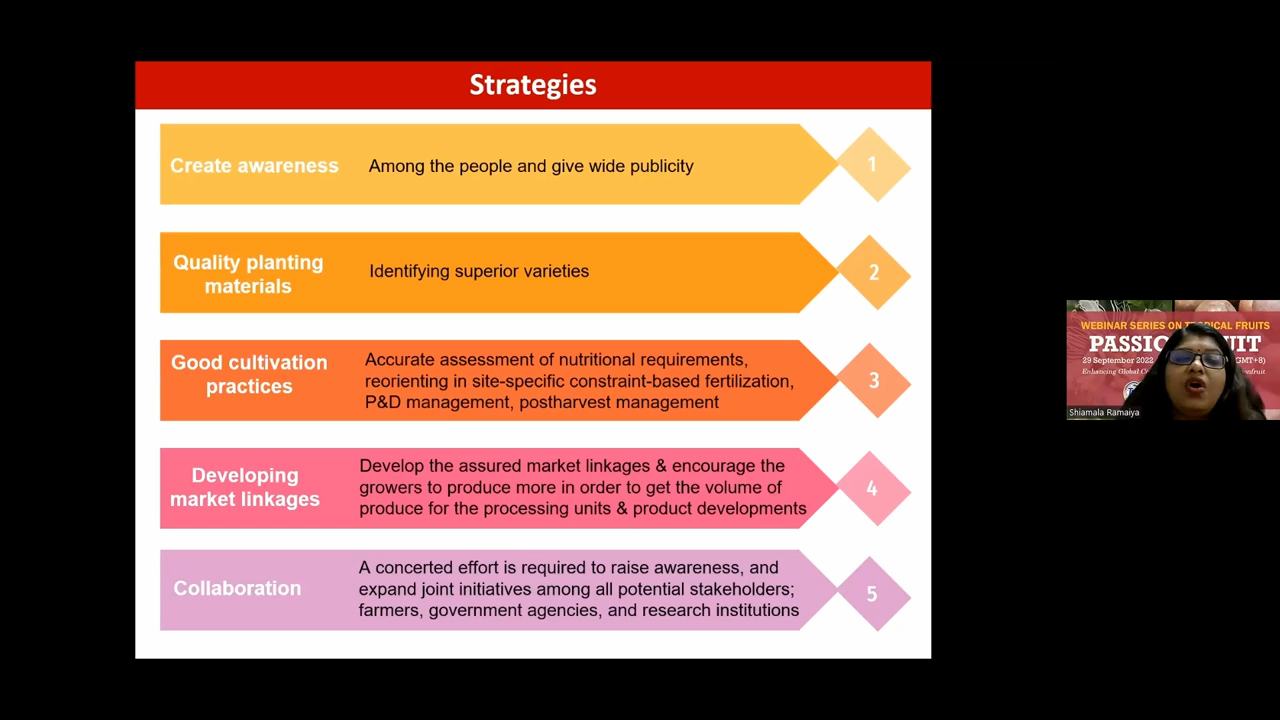 Strategies
Create awareness
Among the people and give wide publicity
1
Quality planting
materials
Identifying superior varieties
2
Good cultivation
practices
Accurate assessment of nutritional requirements,
reorienting in site-specific constraint-based fertilization,
P&D management, postharvest management
3
Developing
market linkages
Develop the assured market linkages & encourage the
growers to produce more in order to get the volume of
produce for the processing units & product developments
4
Collaboration
A concerted effort is required to raise awareness, and
expand joint initiatives among all potential stakeholders;
farmers, government agencies, and research institutions
5
WEBINAR SERIES ON TROPICAL FRUITS
29 September 2022 GMT+8)
Enhancing Global
Shiamala Ramaiya